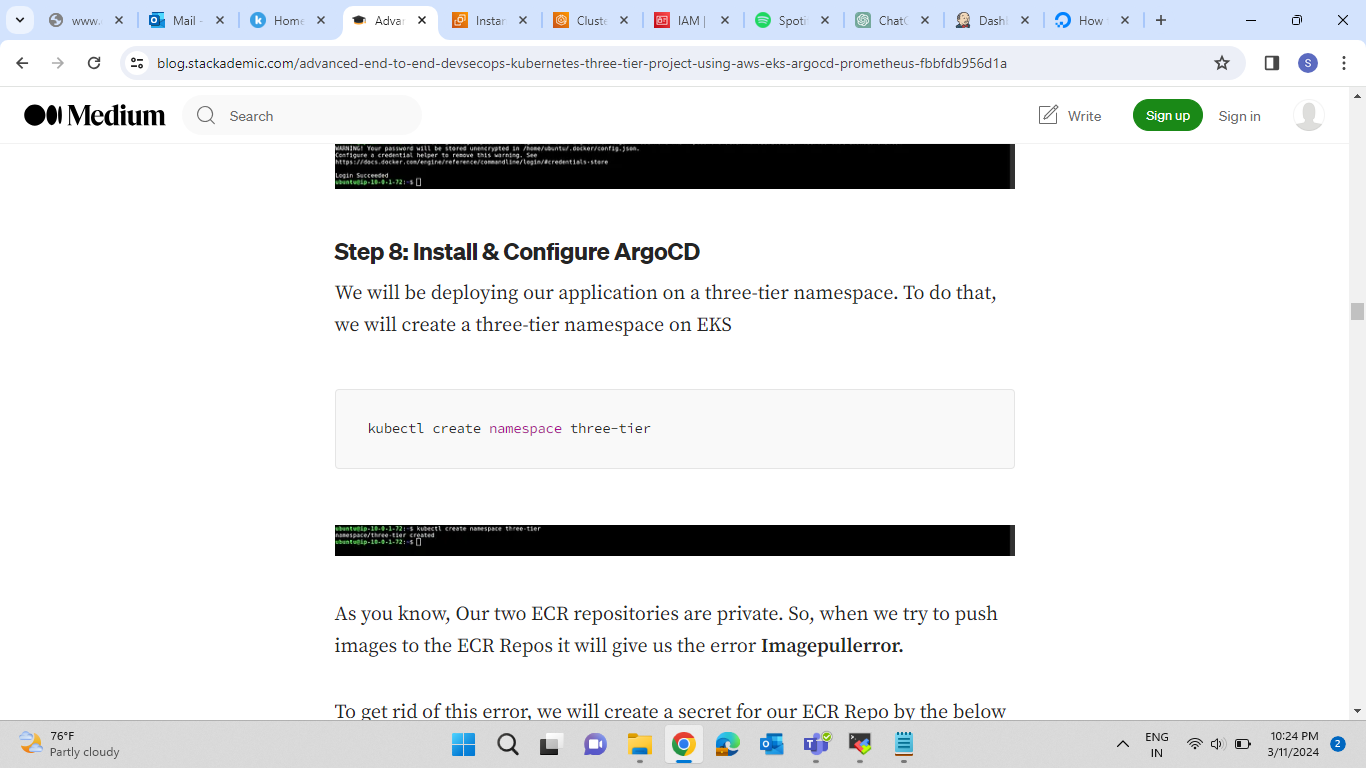 www.
Mail -
Home
Advan
Instan
Cluste
IAM |
Spoti
ChatG
Dashl
How
blog.stackademic.com/advanced-end-to-end-devsecops-kubernetes-three-tier-project-using-aws-eks-argocd-prometheus-fbbfdb956d1a
S
Medium
Search
Write
Sign up
Sign in
WARNING! Your password will be stored unencrypted in /home/ubuntu/.docker/config.json.
Configure a credential helper to remove this warning. See
https://docs.docker.com/engine/reference/commandline/login/#credentials-store
Login Succeeded
ubuntu@ip-10-0-1-72:~$
Step 8: Install & Configure ArgoCD
We will be deploying our application on a three-tier namespace. To do that,
we will create a three-tier namespace on EKS
kubectl create namespace three-tier
ubuntu@ip-10-0-1-72:~$ kubectl create namespace three-tier
namespace/three-tier created
ubuntu@ip-10-0-1-72:~$
As you know, Our two ECR repositories are private. So, when we try to push
images to the ECR Repos it will give us the error Imagepullerror.
To get rid of this error, we will create a secret for our ECR Repo by the below
76°F
Partly cloudy
ENG
IN
10:24 PM
3/11/2024
2